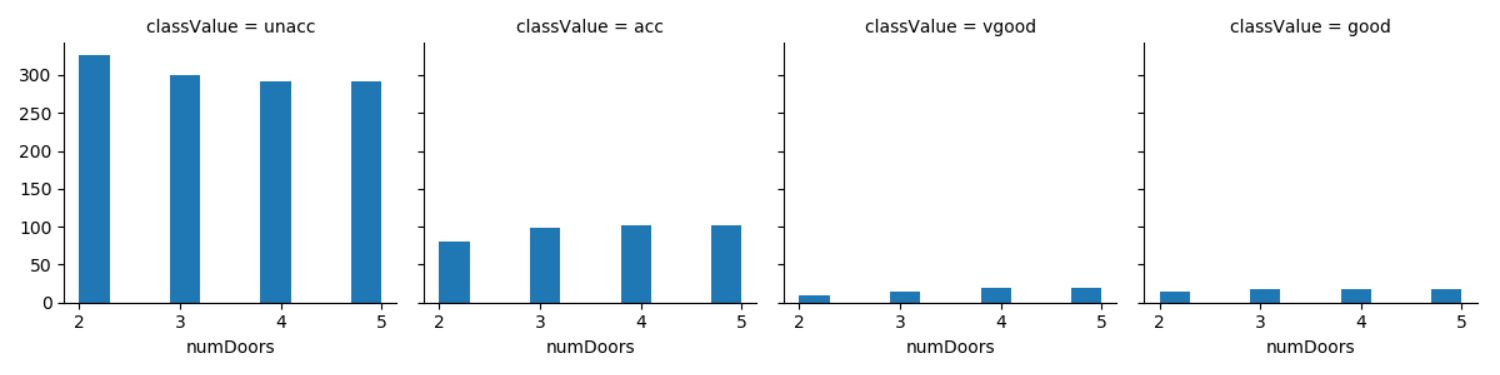 classValue = unacc
classValue = acc
classValue = vgood
classValue = good
300
250
200
150
100
50
0
2 3 4 5
2 3 4 5
2 3 4 5
2 3 4 5
numDoors
numDoors
numDoors
numDoors